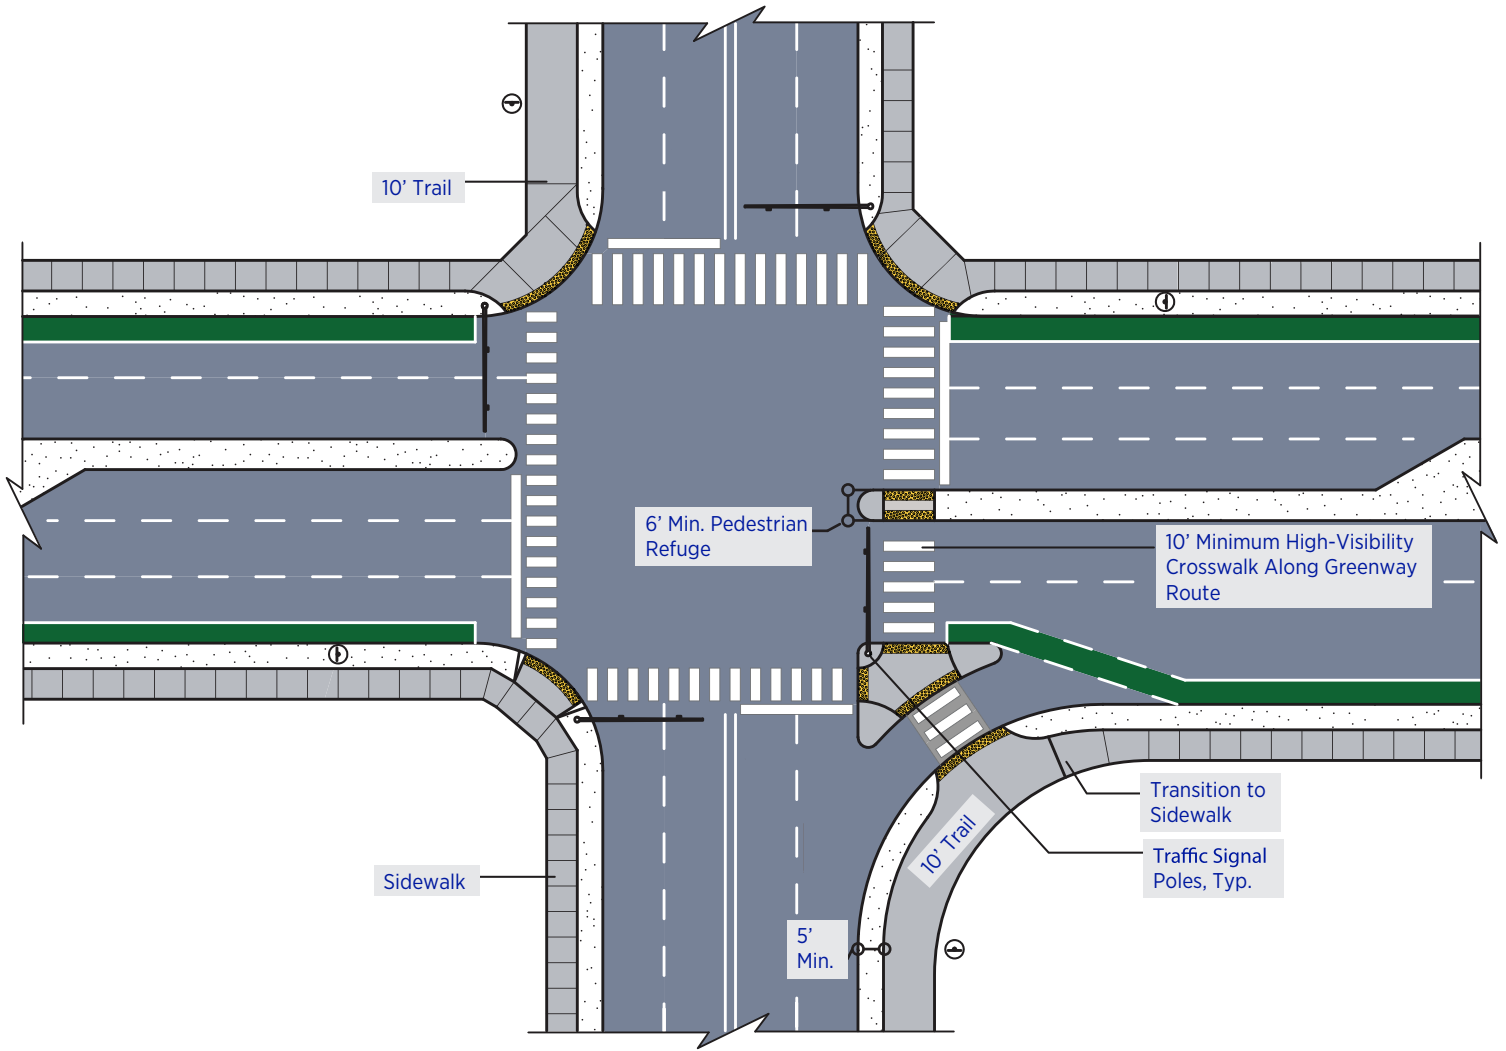 10’ Trail
6’ Min. Pedestrian
Refuge
10’ Minimum High-Visibility
Crosswalk Along Greenway
Route
Transition to
Sidewalk
10’ Trail
Traffic Signal
Poles, Typ.
Sidewalk
5’
Min.